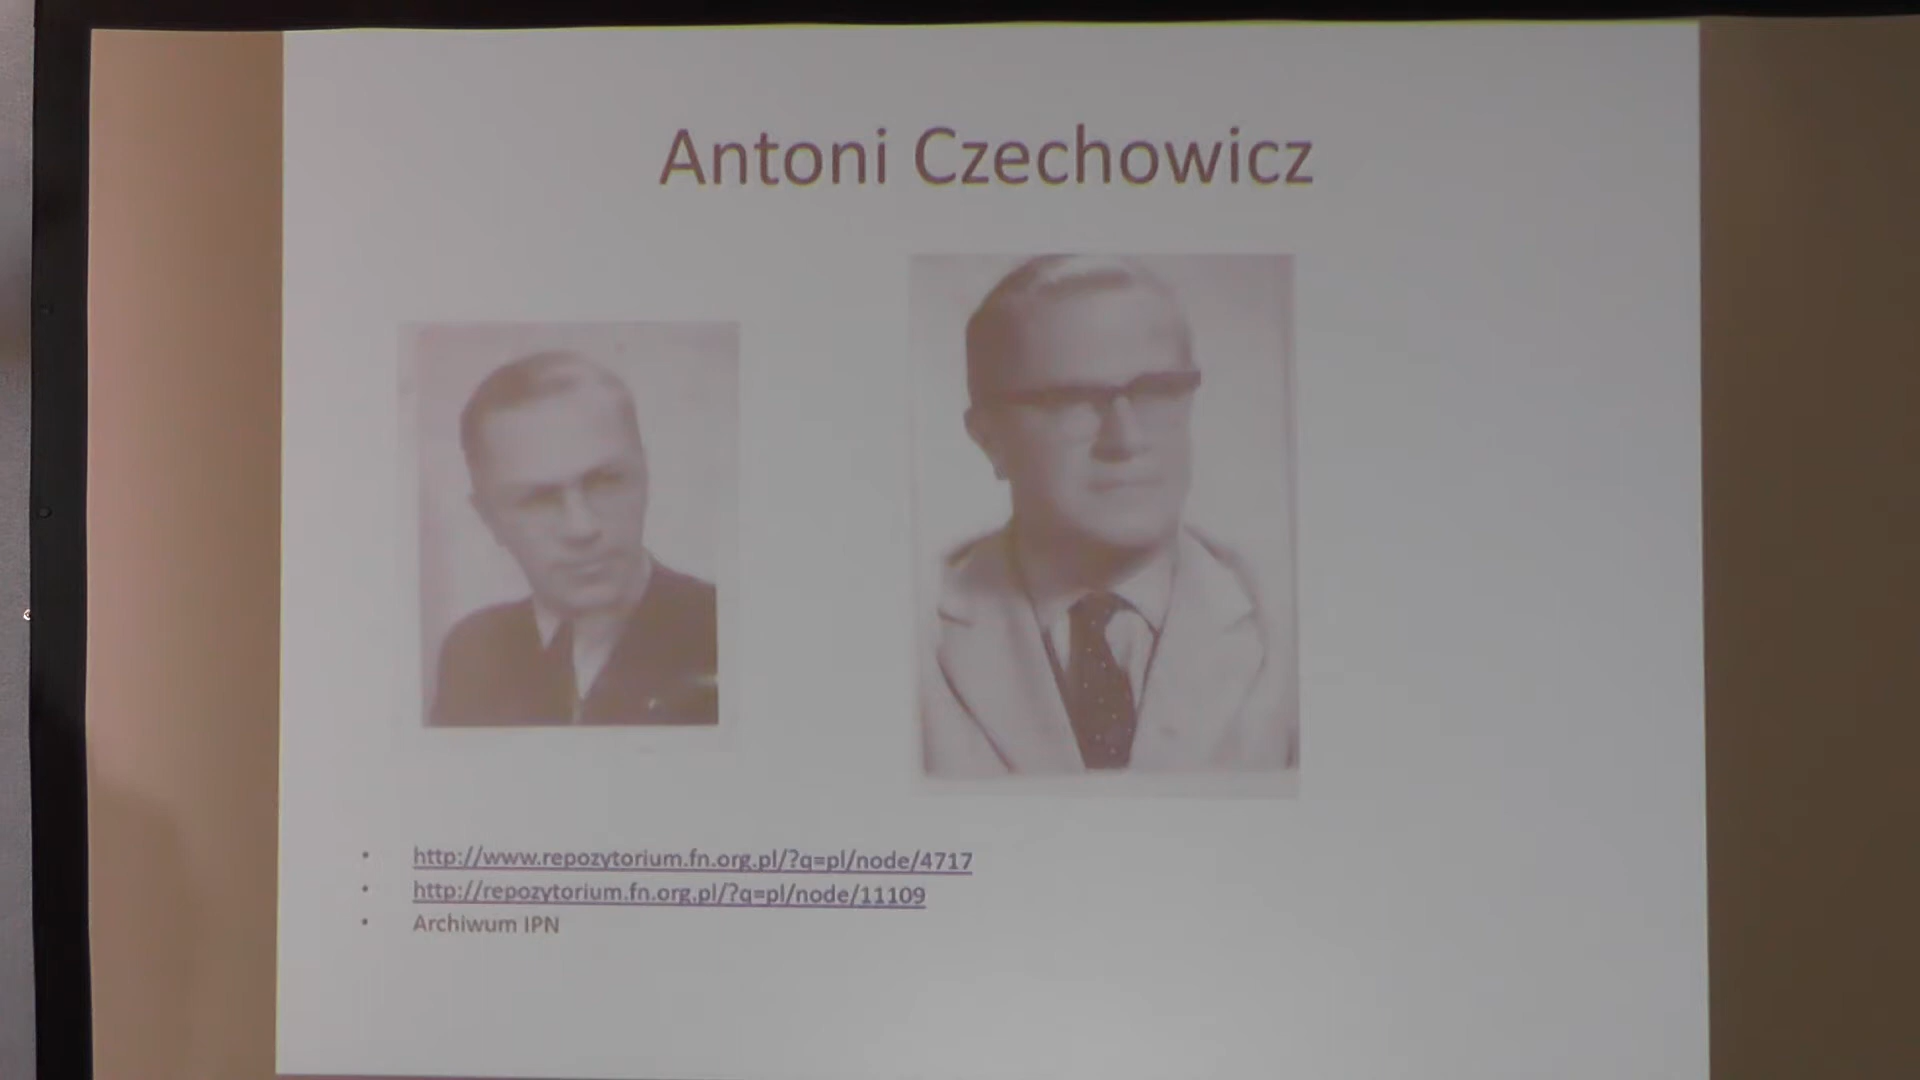 Antoni Czechowicz
• http://www.repozytorium.fn.org.pl/?q=pl/node/4717
• http://repozytorium.fn.org.pl/?q=pl/node/11109
• Archiwum IPN